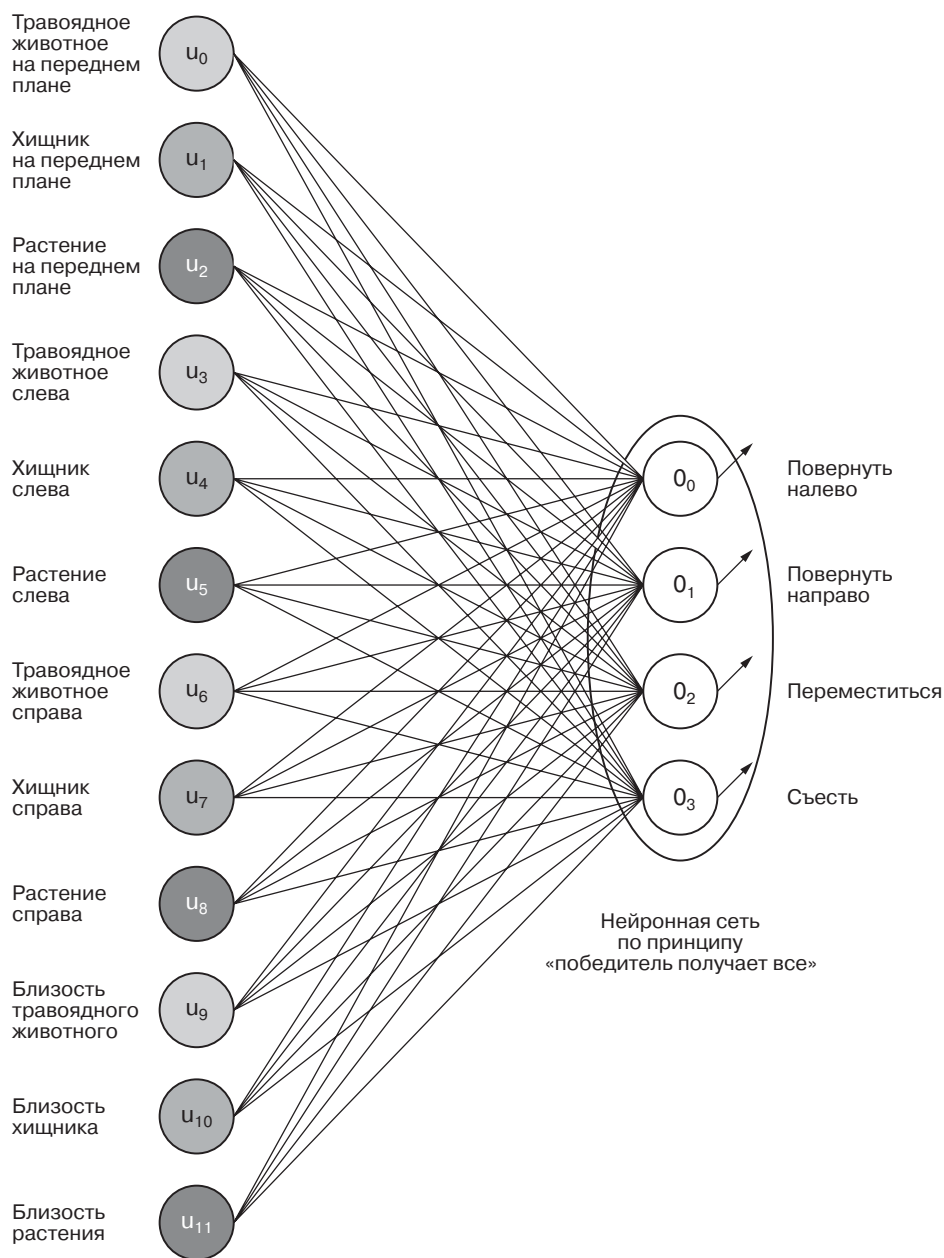 Травоядное
животное
на переднем
плане
u0
Хищник
на переднем
плане
u1
Растение
на переднем
плане
u2
Травоядное
животное
слева
u3
Хищник
слева
u4
Растение
слева
u5
Травоядное
животное
справа
u6
Хищник
справа
u7
Растение
справа
u8
Близость
травоядного
животного
u9
Близость
хищника
u10
Близость
растения
u11
00
Повернуть
налево
01
Повернуть
направо
02
Переместиться
03
Съесть
Нейронная сеть
по принципу
«победитель получает все»